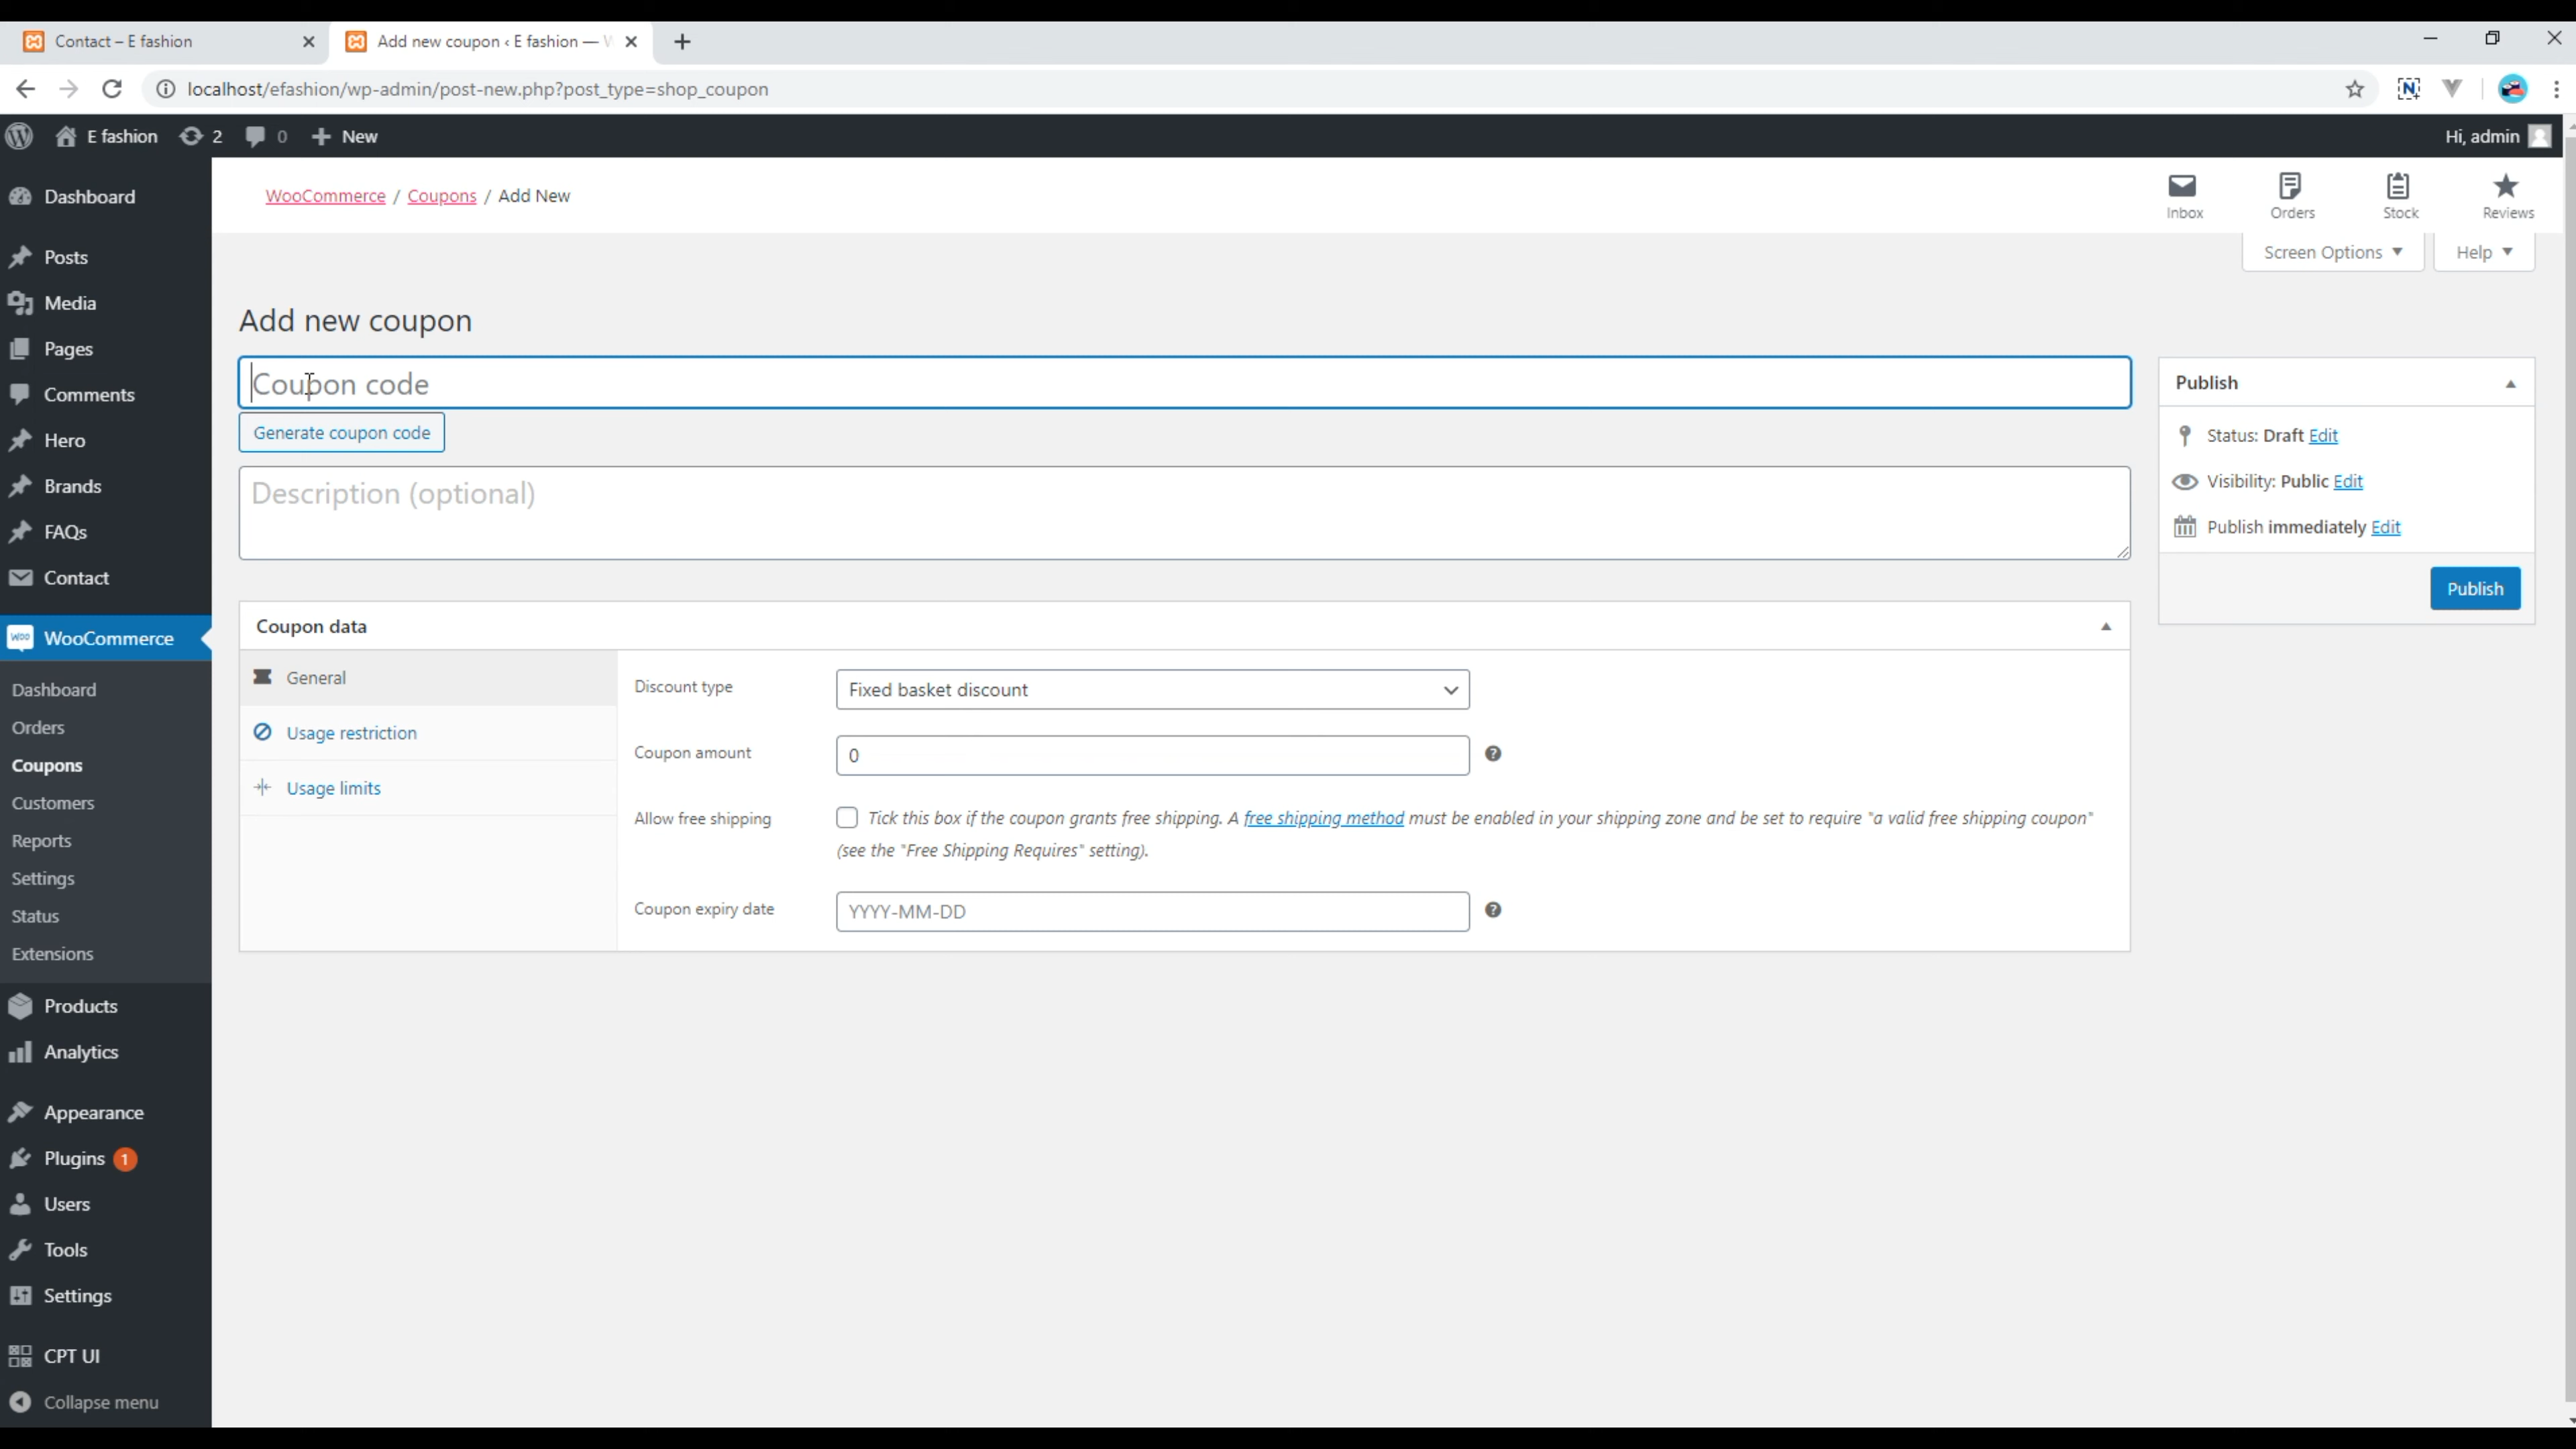 Contact – E fashion
Add new coupon ‹ E fashion — W
localhost/efashion/wp-admin/post-new.php?post_type=shop_coupon
E fashion 2 0 New
Hi, admin
Dashboard
Posts
Media
Pages
Comments
Hero
Brands
FAQs
Contact
WooCommerce
Dashboard
Orders
Coupons
Customers
Reports
Settings
Status
Extensions
Products
Analytics
Appearance
Plugins 1
Users
Tools
Settings
CPT UI
Collapse menu
WooCommerce / Coupons / Add New
Inbox
Orders
Stock
Reviews
Screen Options
Help
Add new coupon
Coupon code
Generate coupon code
Description (optional)
Coupon data
General
Usage restriction
Usage limits
Discount type
Fixed basket discount
Coupon amount
0
Allow free shipping
Tick this box if the coupon grants free shipping. A free shipping method must be enabled in your shipping zone and be set to require "a valid free shipping coupon"
(see the "Free Shipping Requires" setting).
Coupon expiry date
YYYY-MM-DD
Publish
Status: Draft Edit
Visibility: Public Edit
Publish immediately Edit
Publish